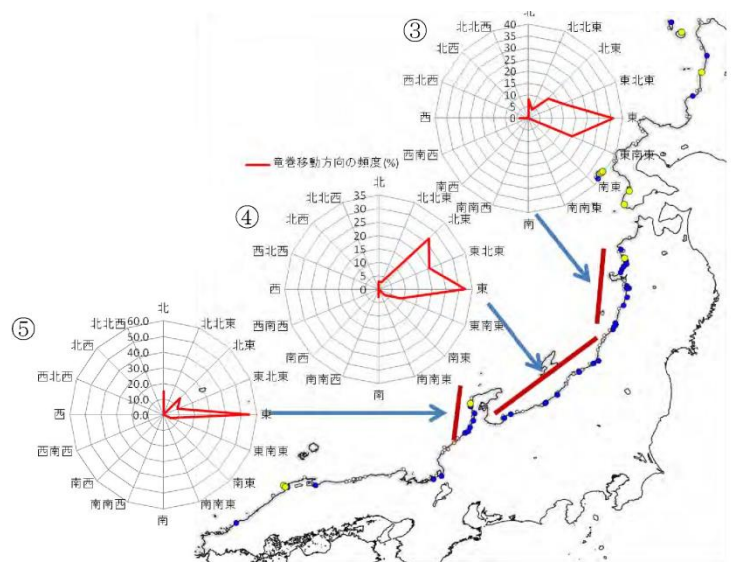 ③
北
北北東
北東
東北東
東
東南東
南東
南南東
南
南南西
南西
西南西
西
西北西
北西
北北西
40
35
30
25
20
15
10
5
0
竜巻移動方向の頻度(%)
④
北
北北東
北東
東北東
東
東南東
南東
南南東
南
南南西
南西
西南西
西
西北西
北西
北北西
35
30
25
20
15
10
5
0
⑤
北
北北東
北東
東北東
東
東南東
南東
南南東
南
南南西
南西
西南西
西
西北西
北西
北北西
60.0
50.0
40.0
30.0
20.0
10.0
0.0